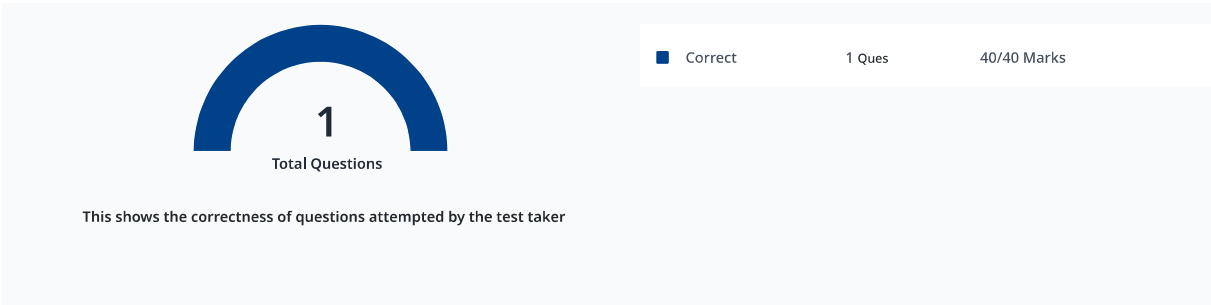 1
Total Questions
This shows the correctness of questions attempted by the test taker
Correct 1 Ques 40/40 Marks